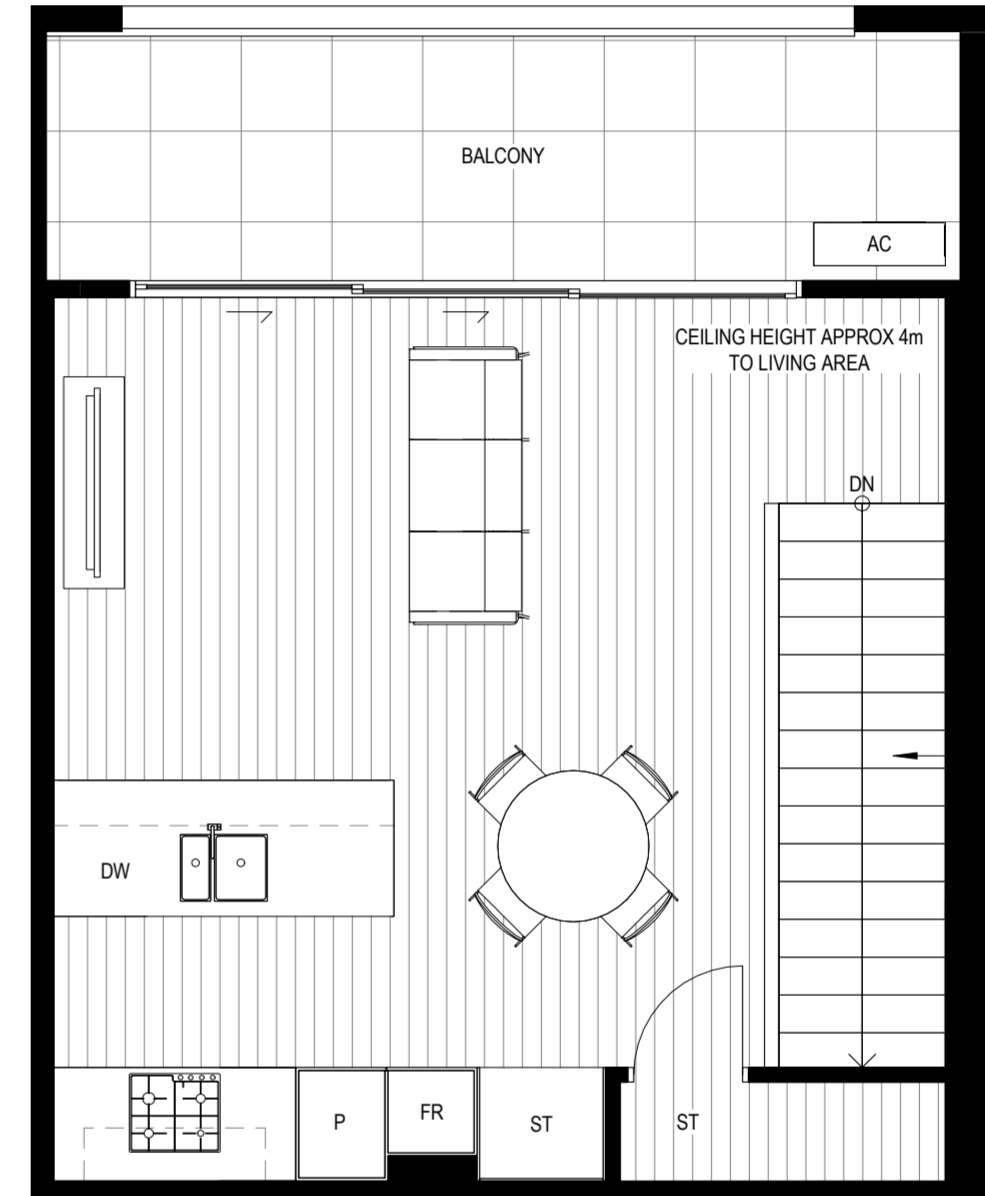 BALCONY
AC
CEILING HEIGHT APPROX 4m
TO LIVING AREA
DN
DW
P
FR
ST
ST